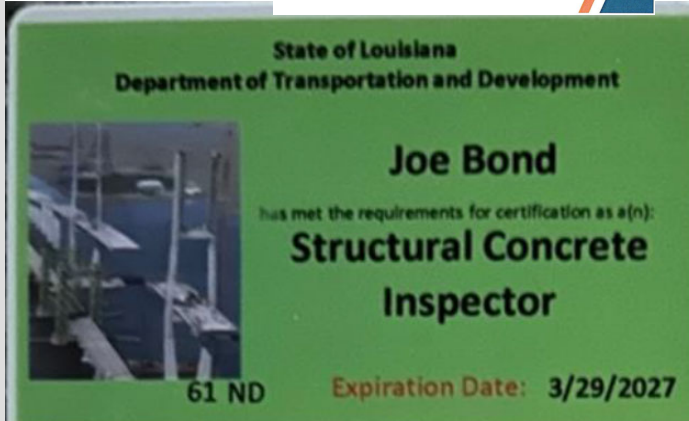 State of Louisiana
Department of Transportation and Development
Joe Bond
has met the requirements for certification as a(n):
Structural Concrete
Inspector
61 ND
Expiration Date: 3/29/2027